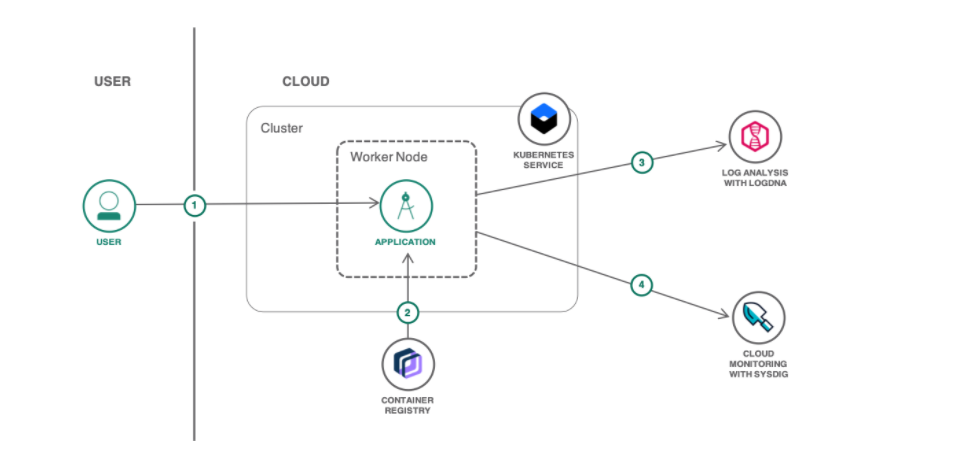 USER
CLOUD
Cluster
Worker Node
KUBERNETES
SERVICE
3
LOG ANALYSIS
WITH LOGDNA
1
USER
APPLICATION
4
2
CLOUD
MONITORING
WITH SYSDIG
CONTAINER
REGISTRY